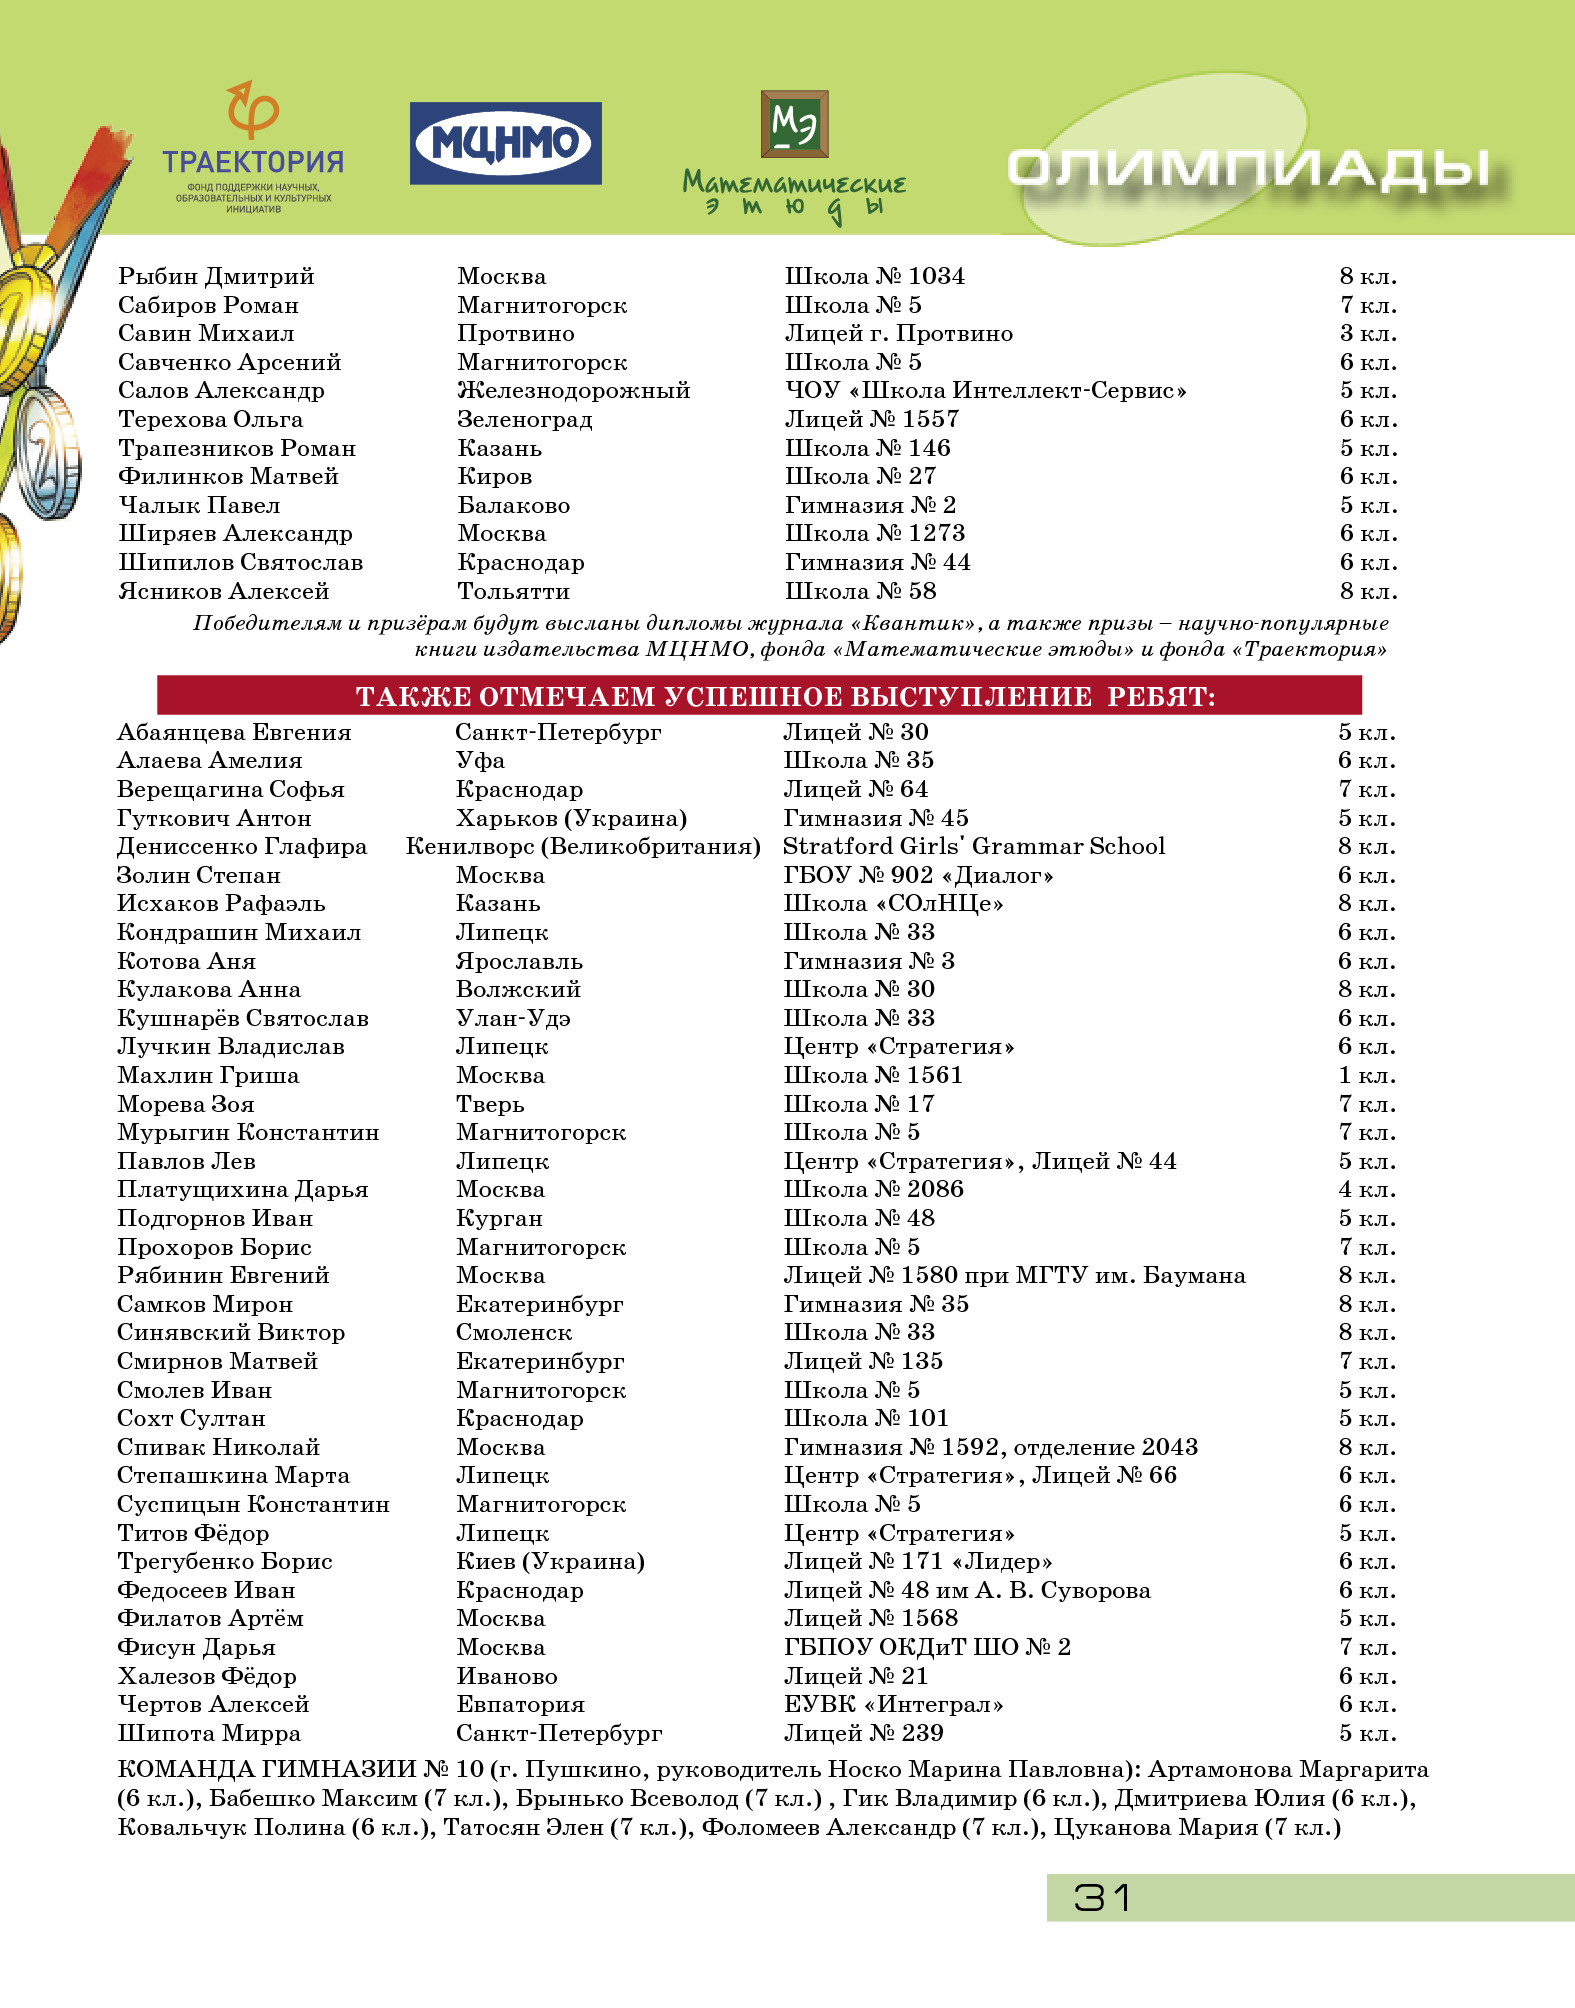 ТРАЕКТОРИЯ
ФОНД ПОДДЕРЖКИ НАУЧНЫХ,
ОБРАЗОВАТЕЛЬНЫХ И КУЛЬТУРНЫХ
ИНИЦИАТИВ
МЦНМО
МЭ
Математические
этюды
ОЛИМПИАДЫ
Рыбин Дмитрий Москва Школа № 1034 8 кл.
Сабиров Роман Магнитогорск Школа № 5 7 кл.
Савин Михаил Протвино Лицей г. Протвино 3 кл.
Савченко Арсений Магнитогорск Школа № 5 6 кл.
Салов Александр Железнодорожный ЧОУ «Школа Интеллект-Сервис» 5 кл.
Терехова Ольга Зеленоград Лицей № 1557 6 кл.
Трапезников Роман Казань Школа № 146 5 кл.
Филинков Матвей Киров Школа № 27 6 кл.
Чалык Павел Балаково Гимназия № 2 5 кл.
Ширяев Александр Москва Школа № 1273 6 кл.
Шипилов Святослав Краснодар Гимназия № 44 6 кл.
Ясников Алексей Тольятти Школа № 58 8 кл.
Победителям и призёрам будут высланы дипломы журнала «Квантик», а также призы – научно-популярные
книги издательства МЦНМО, фонда «Математические этюды» и фонда «Траектория»
ТАКЖЕ ОТМЕЧАЕМ УСПЕШНОЕ ВЫСТУПЛЕНИЕ РЕБЯТ:
Абаянцева Евгения Санкт-Петербург Лицей № 30 5 кл.
Алаева Амелия Уфа Школа № 35 6 кл.
Верещагина Софья Краснодар Лицей № 64 7 кл.
Гуткович Антон Харьков (Украина) Гимназия № 45 5 кл.
Дениссенко Глафира Кенилворс (Великобритания) Stratford Girls' Grammar School 8 кл.
Золин Степан Москва ГБОУ № 902 «Диалог» 6 кл.
Исхаков Рафаэль Казань Школа «СОлНЦе» 8 кл.
Кондрашин Михаил Липецк Школа № 33 6 кл.
Котова Аня Ярославль Гимназия № 3 6 кл.
Кулакова Анна Волжский Школа № 30 8 кл.
Кушнарёв Святослав Улан-Удэ Школа № 33 6 кл.
Лучкин Владислав Липецк Центр «Стратегия» 6 кл.
Махлин Гриша Москва Школа № 1561 1 кл.
Морева Зоя Тверь Школа № 17 7 кл.
Мурыгин Константин Магнитогорск Школа № 5 7 кл.
Павлов Лев Липецк Центр «Стратегия», Лицей № 44 5 кл.
Платущихина Дарья Москва Школа № 2086 4 кл.
Подгорнов Иван Курган Школа № 48 5 кл.
Прохоров Борис Магнитогорск Школа № 5 7 кл.
Рябинин Евгений Москва Лицей № 1580 при МГТУ им. Баумана 8 кл.
Самков Мирон Екатеринбург Гимназия № 35 8 кл.
Синявский Виктор Смоленск Школа № 33 8 кл.
Смирнов Матвей Екатеринбург Лицей № 135 7 кл.
Смолев Иван Магнитогорск Школа № 5 5 кл.
Сохт Султан Краснодар Школа № 101 5 кл.
Спивак Николай Москва Гимназия № 1592, отделение 2043 8 кл.
Степашкина Марта Липецк Центр «Стратегия», Лицей № 66 6 кл.
Суспицын Константин Магнитогорск Школа № 5 6 кл.
Титов Фёдор Липецк Центр «Стратегия» 5 кл.
Трегубенко Борис Киев (Украина) Лицей № 171 «Лидер» 6 кл.
Федосеев Иван Краснодар Лицей № 48 им А. В. Суворова 6 кл.
Филатов Артём Москва Лицей № 1568 5 кл.
Фисун Дарья Москва ГБПОУ ОКДиТ ШО № 2 7 кл.
Халезов Фёдор Иваново Лицей № 21 6 кл.
Чертов Алексей Евпатория ЕУВК «Интеграл» 6 кл.
Шипота Мирра Санкт-Петербург Лицей № 239 5 кл.
КОМАНДА ГИМНАЗИИ № 10 (г. Пушкино, руководитель Носко Марина Павловна): Артамонова Маргарита
(6 кл.), Бабешко Максим (7 кл.), Брынько Всеволод (7 кл.) , Гик Владимир (6 кл.), Дмитриева Юлия (6 кл.),
Ковальчук Полина (6 кл.), Татосян Элен (7 кл.), Фоломеев Александр (7 кл.), Цуканова Мария (7 кл.)
31